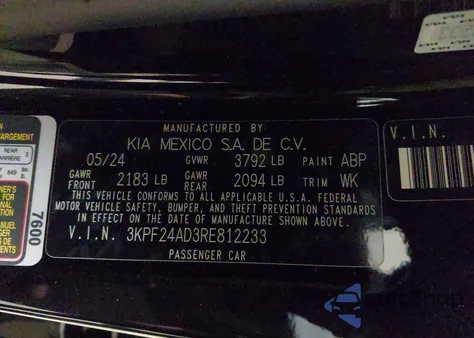 MANUFACTURED BY
KIA MEXICO S.A. DE C.V.
05/24 GVWR 3792 LB PAINT ABP
GAWR FRONT 2183 LB GAWR REAR 2094 LB TRIM WK
THIS VEHICLE CONFORMS TO ALL APPLICABLE U.S.A. FEDERAL
MOTOR VEHICLE SAFETY, BUMPER, AND THEFT PREVENTION STANDARDS
IN EFFECT ON THE DATE OF MANUFACTURE SHOWN ABOVE.
V.I.N. 3KPF24AD3RE812233
PASSENGER CAR
V.I.N.
REAR
849
7600